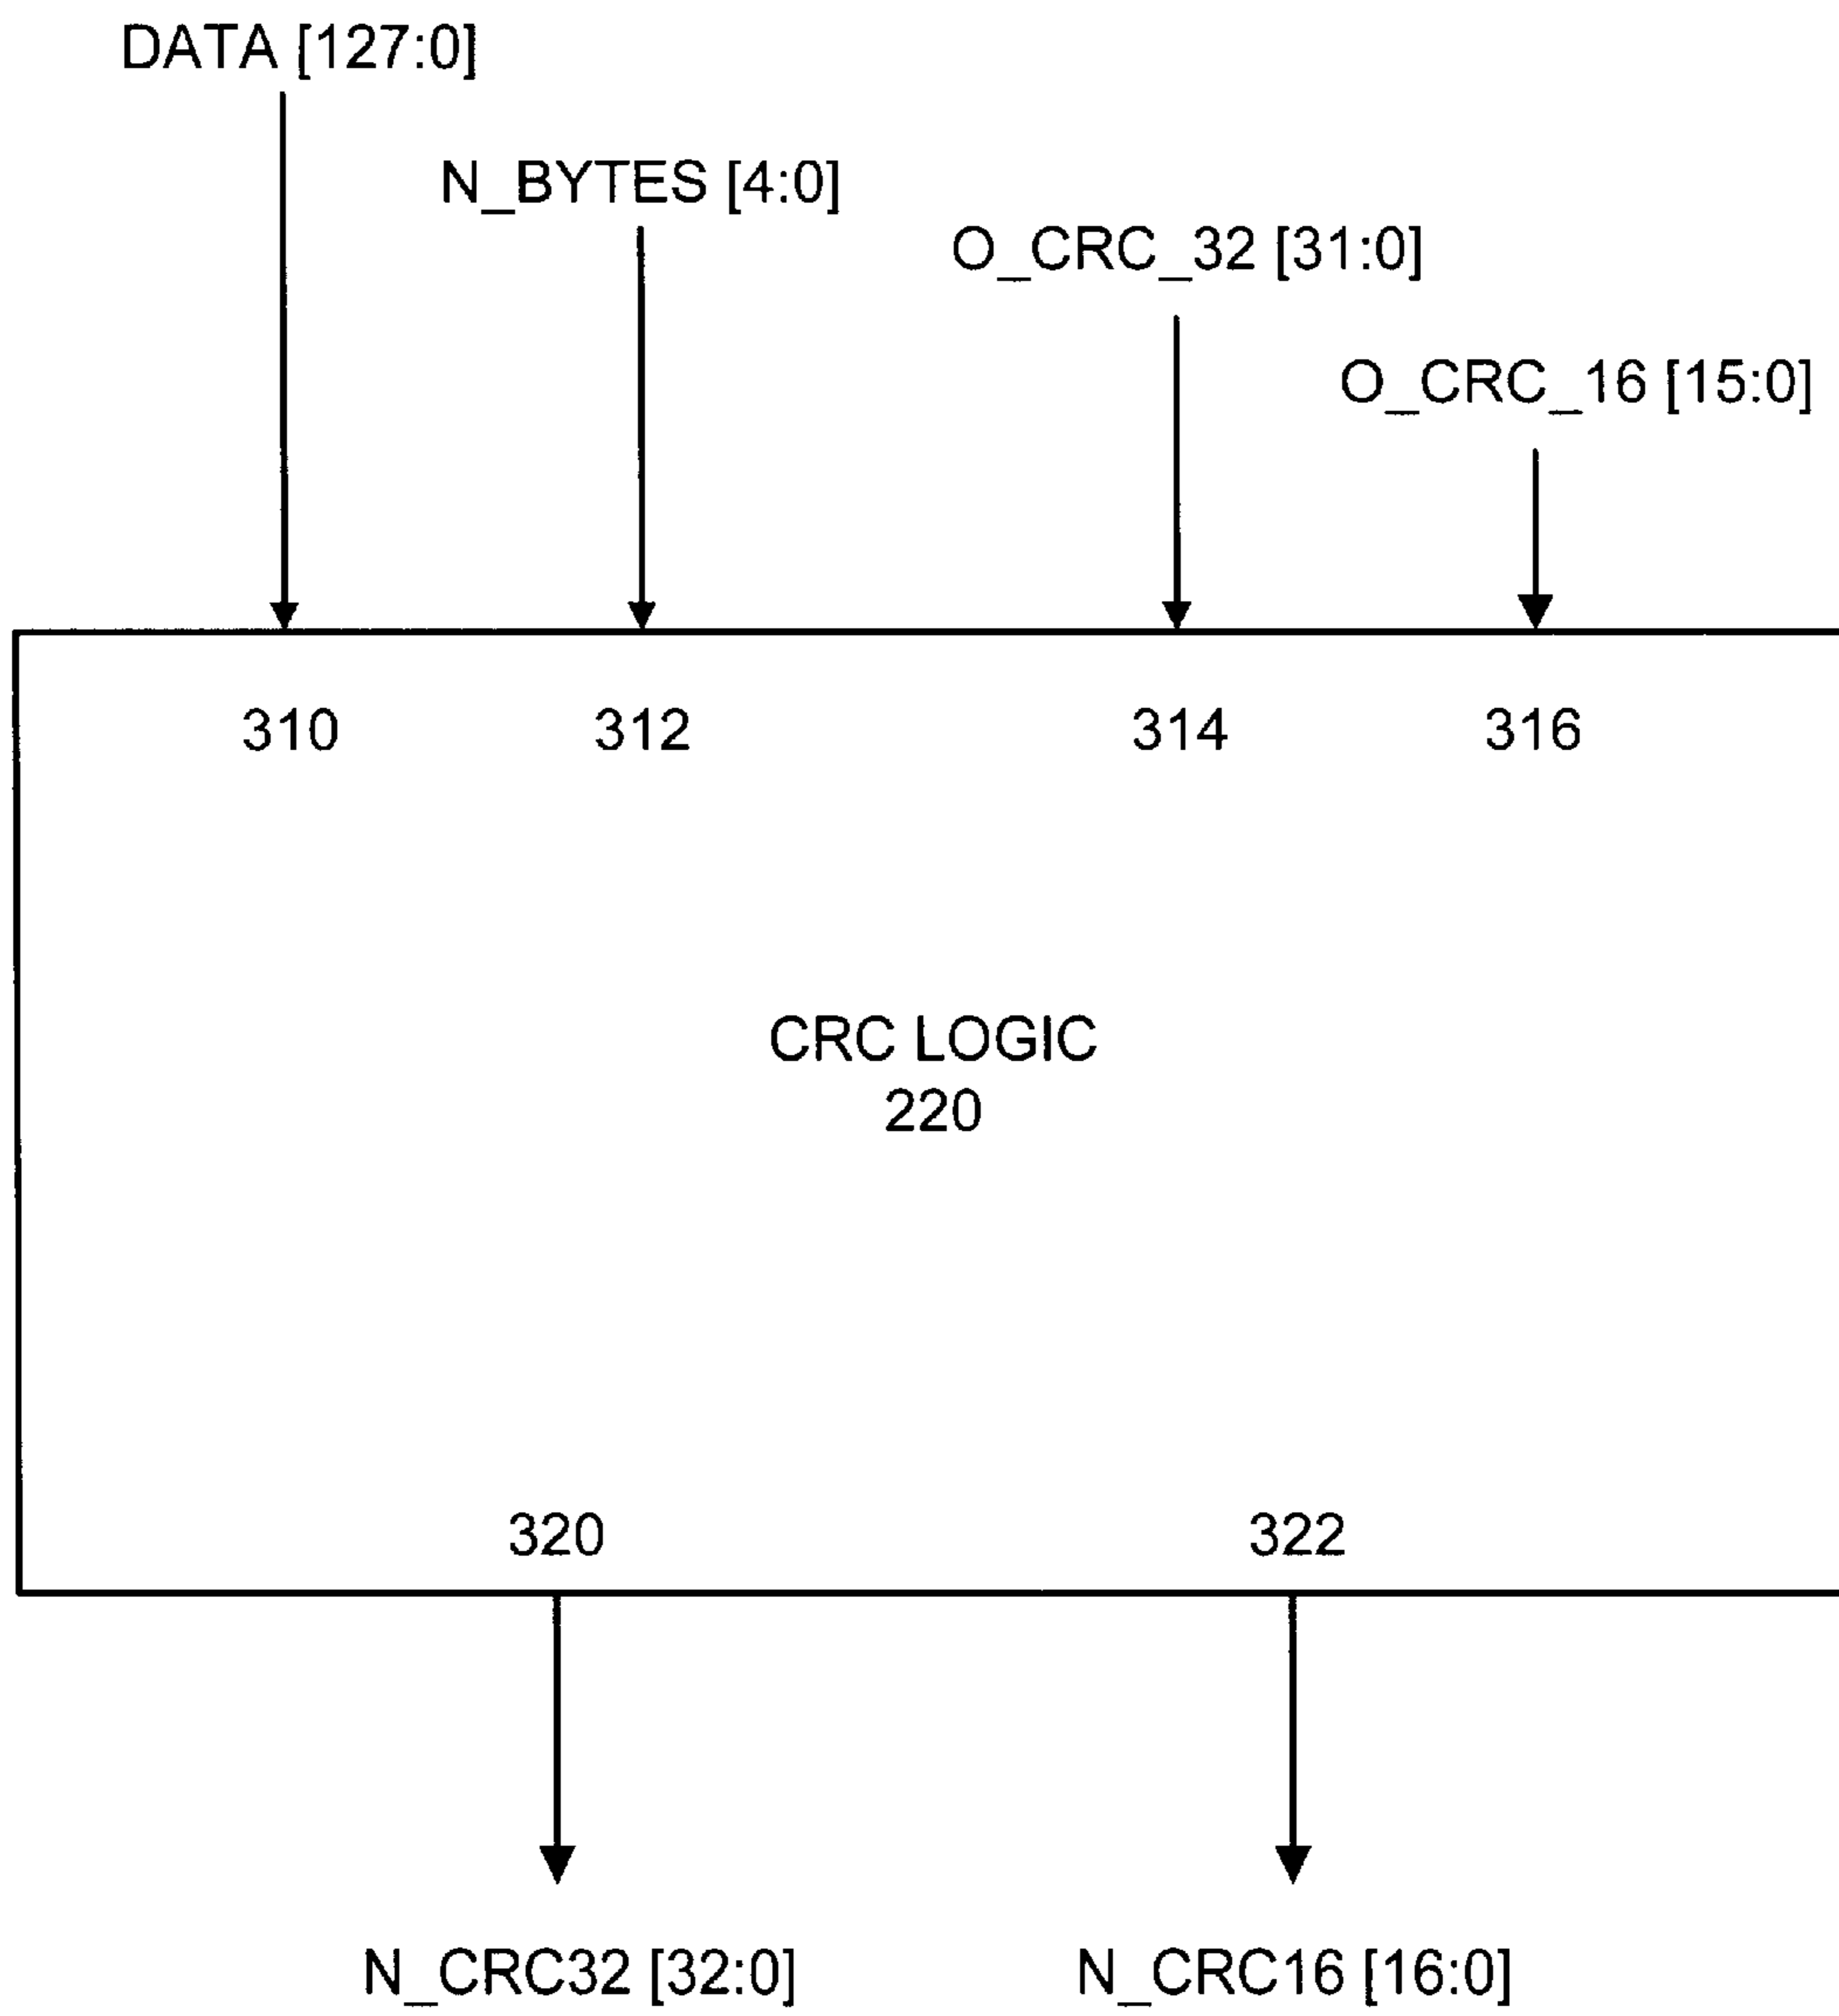 DATA [127:0]
N_BYTES [4:0]
O_CRC_32 [31:0]
O_CRC_16 [15:0]
310 312 314 316
CRC LOGIC
220
320 322
N_CRC32 [32:0] N_CRC16 [16:0]